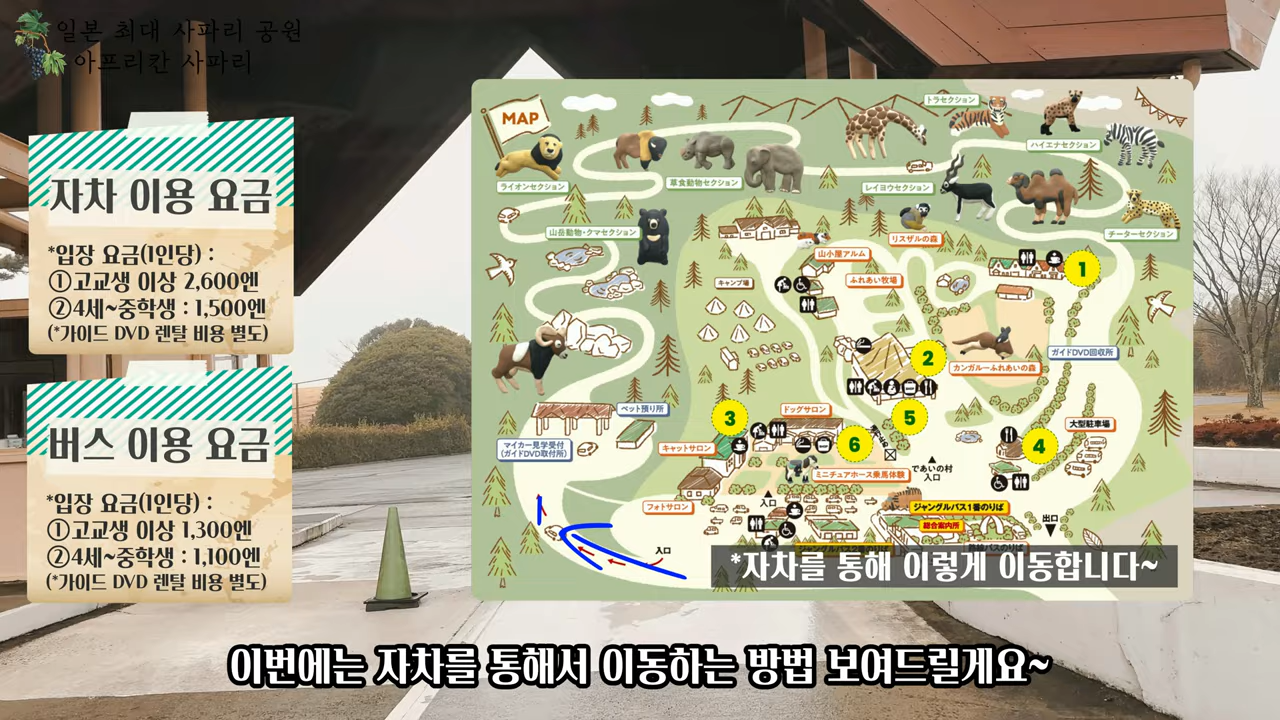 일본 최대 사파리 공원
아프리칸 사파리
자차 이용 요금
*입장 요금(1인당) :
①고교생 이상 2,600엔
②4세~중학생 : 1,500엔
(*가이드 DVD 렌탈 비용 별도)
버스 이용 요금
*입장 요금(1인당) :
①고교생 이상 1,300엔
②4세~중학생 : 1,100엔
(*가이드 DVD 렌탈 비용 별도)
MAP
トラセクション
ハイエナセクション
ライオンセクション
草食動物セクション
レイヨウセクション
チーターセクション
山岳動物・クマセクション
リスザルの森
山小屋アルム
ふれあい牧場
キャンプ場
1
ガイドDVD回収所
2
カンガルーふれあいの森
ペット預り所
3
ドッグサロン
5
大型駐車場
マイカー見学受付
(ガイドDVD取付所)
キャットサロン
6
4
であいの村
入口
ミニチュアホース乗馬体験
フォトサロン
入口
ジャングルバス1番のりば
総合案内所
出口
ジャングルバス2番のりば
入口
*자차를 통해 이렇게 이동합니다~
이번에는 자차를 통해서 이동하는 방법 보여드릴게요~